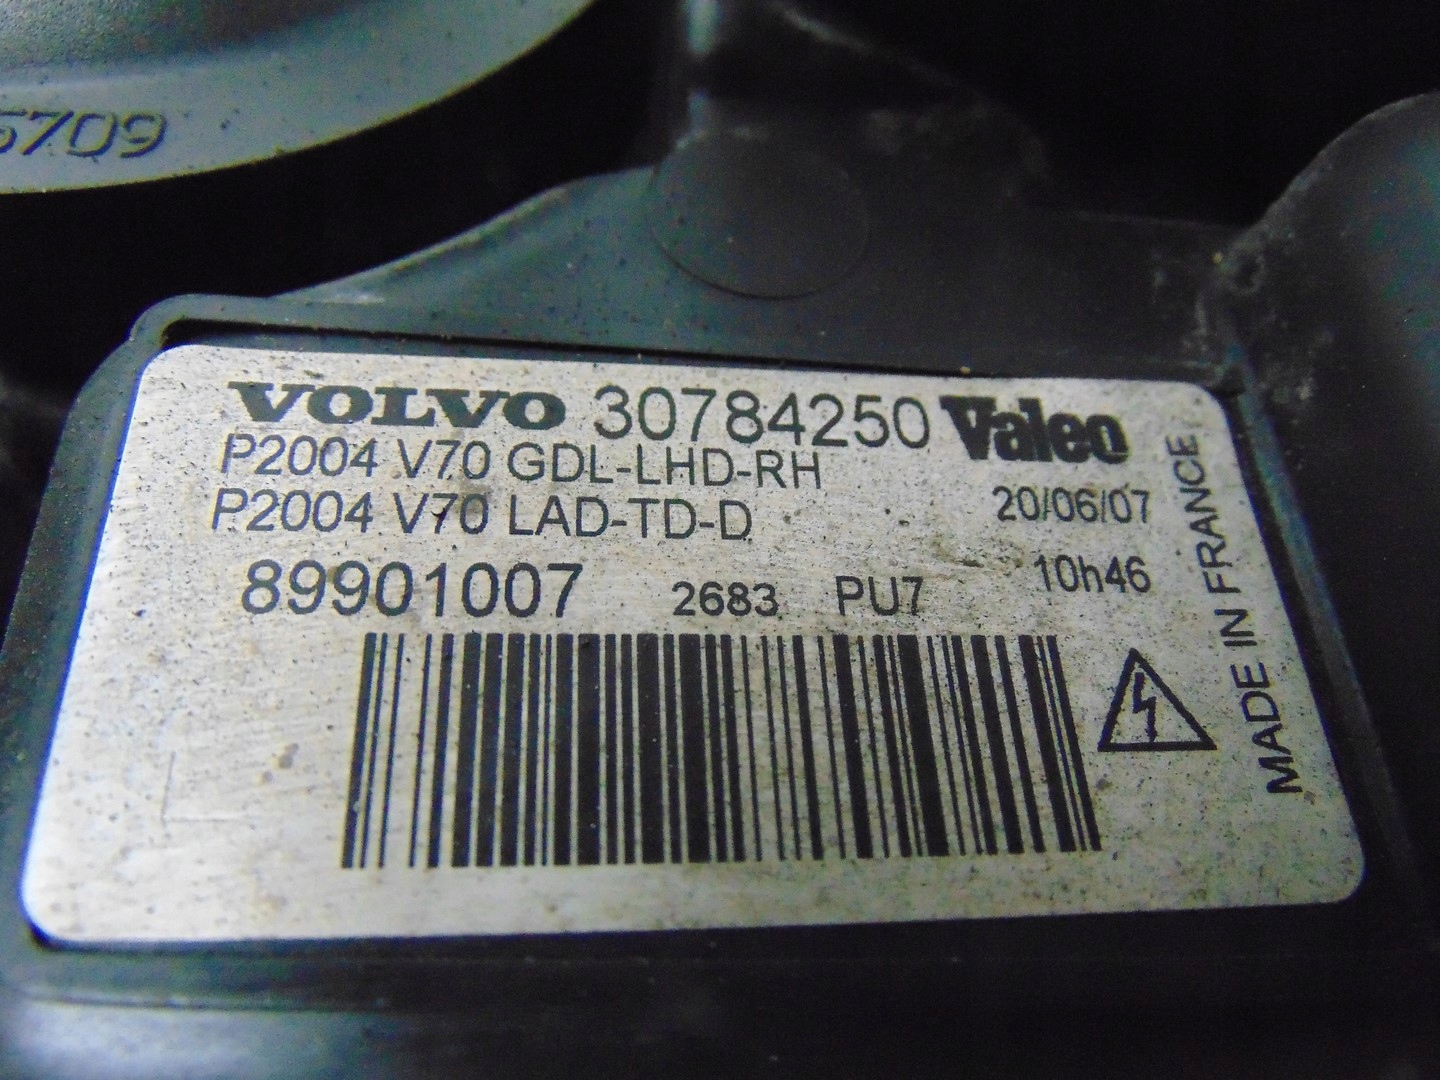 5709
VOLVO 30784250 Valeo
P2004 V70 GDL-LHD-RH
P2004 V70 LAD-TD-D 20/06/07
89901007 2683 PU7 10h46
MADE IN FRANCE